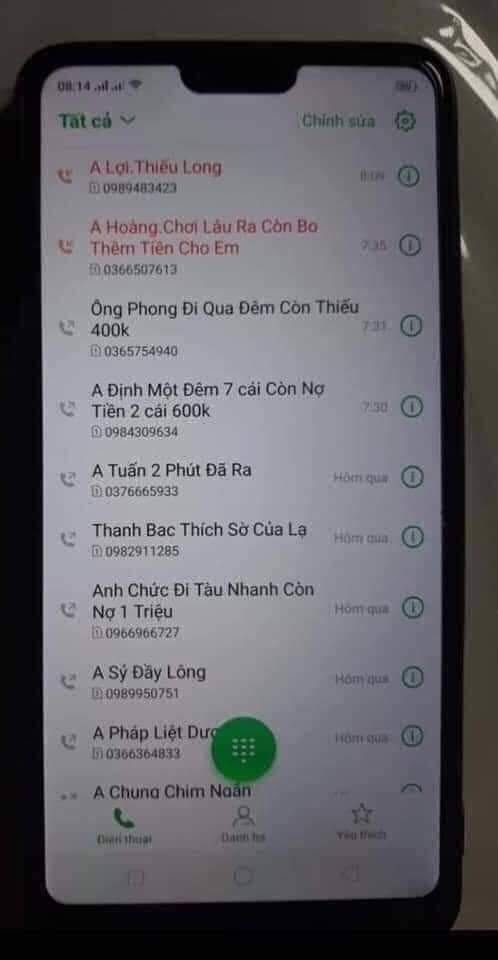 08:14
Tất cả
Chỉnh sửa
A Lợi.Thiếu Long
0989483423
8:09
A Hoàng.Chơi Lâu Ra Còn Bo
Thêm Tiền Cho Em
7:35
0366507613
Ông Phong Đi Qua Đêm Còn Thiếu
400k
7:31
0365754940
A Định Một Đêm 7 cái Còn Nợ
Tiền 2 cái 600k
7:30
0984309634
A Tuấn 2 Phút Đã Ra
Hôm qua
0376665933
Thanh Bac Thích Sờ Của Lạ
Hôm qua
0982911285
Anh Chức Đi Tàu Nhanh Còn
Nợ 1 Triệu
Hôm qua
0966966727
A Sý Đầy Lông
Hôm qua
0989950751
A Pháp Liệt
Hôm qua
0366364833
A Chung Chim Ngắn
Điện thoại
Danh bạ
Yêu thích